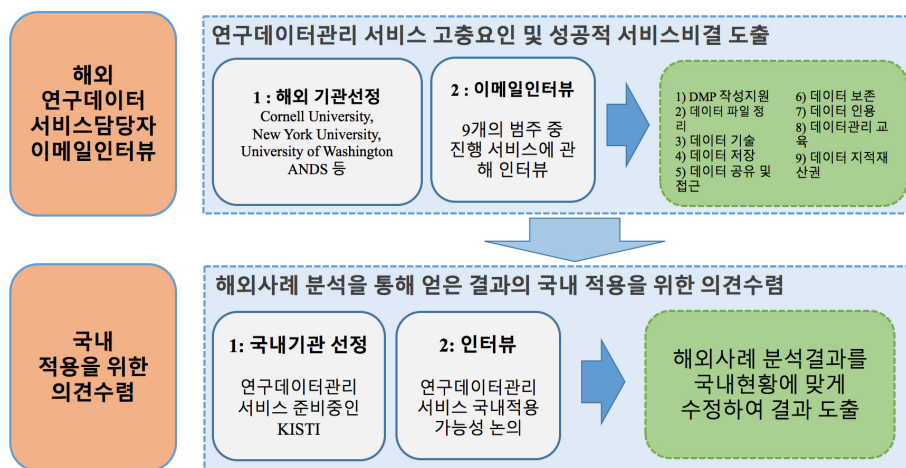 해외
연구데이터
서비스담당자
이메일인터뷰
연구데이터관리 서비스 고충요인 및 성공적 서비스비결 도출
1 : 해외 기관선정
Cornell University,
New York University,
University of Washington
ANDS 등
2 : 이메일인터뷰
9개의 범주 중
진행 서비스에 관
해 인터뷰
1) DMP 작성지원
2) 데이터 파일 정
리
3) 데이터 기술
4) 데이터 저장
5) 데이터 공유 및
접근
6) 데이터 보존
7) 데이터 인용
8) 데이터관리 교
육
9) 데이터 지적재
산권
국내
적용을 위한
의견수렴
해외사례 분석을 통해 얻은 결과의 국내 적용을 위한 의견수렴
1: 국내기관 선정
연구데이터관리
서비스 준비중인
KISTI
2: 인터뷰
연구데이터관리
서비스 국내적용
가능성 논의
해외사례 분석결과를
국내현황에 맞게
수정하여 결과 도출